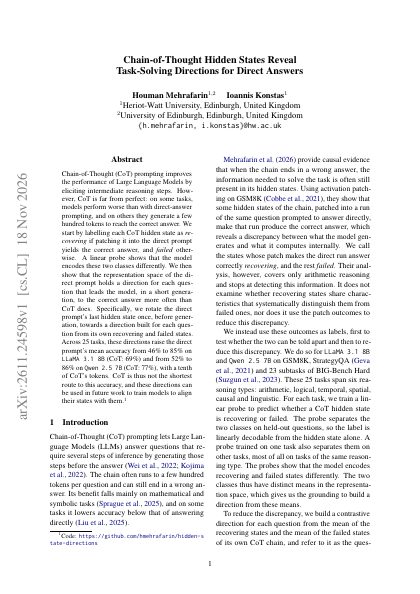 arXiv:2611.24598v1 [cs.CL] 18 Nov 2026
Chain-of-Thought Hidden States Reveal
Task-Solving Directions for Direct Answers
Houman Mehrafarin1,2 Ioannis Konstas1
1Heriot-Watt University, Edinburgh, United Kingdom
2University of Edinburgh, Edinburgh, United Kingdom
{h.mehrafarin, i.konstas}@hw.ac.uk
Abstract
Chain-of-Thought (CoT) prompting improves
the performance of Large Language Models by
eliciting intermediate reasoning steps. How-
ever, CoT is far from perfect: on some tasks,
models perform worse than with direct-answer
prompting, and on others they generate a few
hundred tokens to reach the correct answer. We
start by labelling each CoT hidden state as re-
covering if patching it into the direct prompt
yields the correct answer, and failed other-
wise. A linear probe shows that the model
encodes these two classes differently. We then
show that the representation space of the di-
rect prompt holds a direction for each question
that leads the model, in a short genera-
tion, to the correct answer more often than
CoT does. Specifically, we rotate the direct
prompt's last hidden state once, before gener-
ation, towards a direction built for each ques-
tion from its own recovering and failed states.
Across 25 tasks, these directions raise the direct
prompt's mean accuracy from 46% to 85% on
LLaMA 3.1 8B (CoT: 69%) and from 52% to
86% on Qwen 2.5 7B (CoT: 77%), with a tenth
of CoT's tokens. CoT is thus not the shortest
route to this accuracy, and these directions can
be used in future work to train models to align
their states with them.1
1 Introduction
Chain-of-Thought (CoT) prompting lets Large Lan-
guage Models (LLMs) answer questions that re-
quire several steps of inference by generating those
steps before the answer (Wei et al., 2022; Kojima
et al., 2022). The chain often runs to a few hundred
tokens per question and can still end in a wrong an-
swer. Its benefit falls mainly on mathematical and
symbolic tasks (Sprague et al., 2025), and on some
tasks it lowers accuracy below that of answering
directly (Liu et al., 2025).
1Code: https://github.com/hmehrafarin/hidden-s
tate-directions
Mehrafarin et al. (2026) provide causal evidence
that when the chain ends in a wrong answer, the
information needed to solve the task is often still
present in its hidden states. Using activation patch-
ing on GSM8K (Cobbe et al., 2021), they show that
some hidden states of the chain, patched into a run
of the same question prompted to answer directly,
make that run produce the correct answer, which
reveals a discrepancy between what the model gen-
erates and what it computes internally. We call
the states whose patch makes the direct run answer
correctly recovering, and the rest failed. Their anal-
ysis, however, covers only arithmetic reasoning
and stops at detecting this information. It does
not examine whether recovering states share char-
acteristics that systematically distinguish them from
failed ones, nor does it use the patch outcomes to
reduce this discrepancy.
We instead use these outcomes as labels, first to
test whether the two can be told apart and then to re-
duce the discrepancy. We do so for LLaMA 3.1 8B
and Qwen 2.5 7B on GSM8K, StrategyQA (Geva
et al., 2021) and 23 subtasks of BIG-Bench Hard
(Suzgun et al., 2023). These 25 tasks span six rea-
soning types: arithmetic, logical, temporal, spatial,
causal and linguistic. For each task, we train a lin-
ear probe to predict whether a CoT hidden state
is recovering or failed. The probe separates the
two classes on held-out questions, so the label is
linearly decodable from the hidden state alone. A
probe trained on one task also separates them on
other tasks, most of all on tasks of the same reason-
ing type. The probes show that the model encodes
recovering and failed states differently. The two
classes thus have distinct means in the representa-
tion space, which gives us the grounding to build a
direction from these means.
To reduce the discrepancy, we build a contrastive
direction for each question from the mean of the
recovering states and the mean of the failed states
of its own CoT chain, and refer to it as the ques-
1